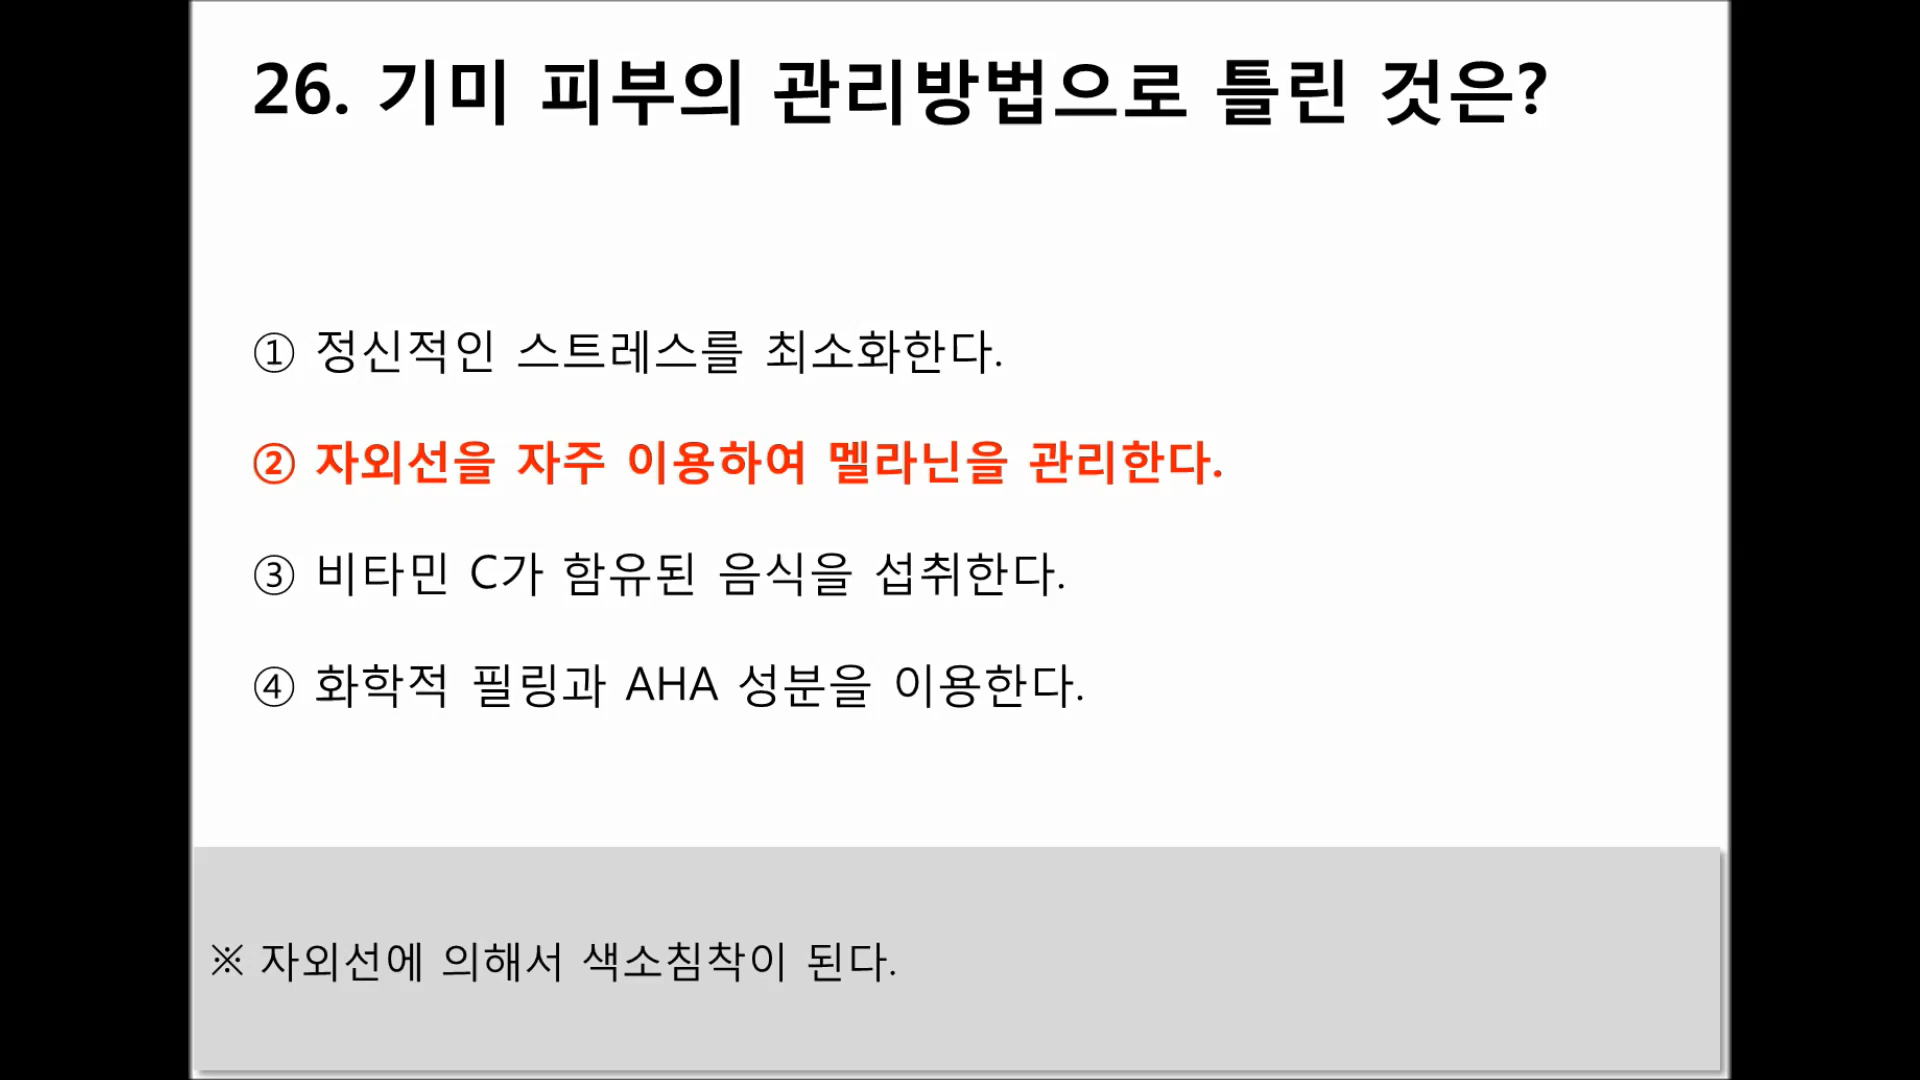 26. 기미 피부의 관리방법으로 틀린 것은?
① 정신적인 스트레스를 최소화한다.
② 자외선을 자주 이용하여 멜라닌을 관리한다.
③ 비타민 C가 함유된 음식을 섭취한다.
④ 화학적 필링과 AHA 성분을 이용한다.
※ 자외선에 의해서 색소침착이 된다.